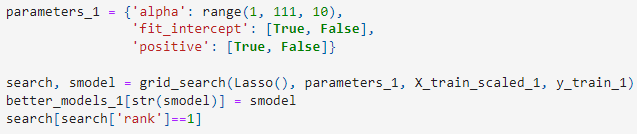 parameters_1 = {'alpha': range(1, 111, 10),
                'fit_intercept': [True, False],
                'positive': [True, False]}

search, smodel = grid_search(Lasso(), parameters_1, X_train_scaled_1, y_train_1)
better_models_1[str(smodel)] = smodel
search[search['rank']==1]